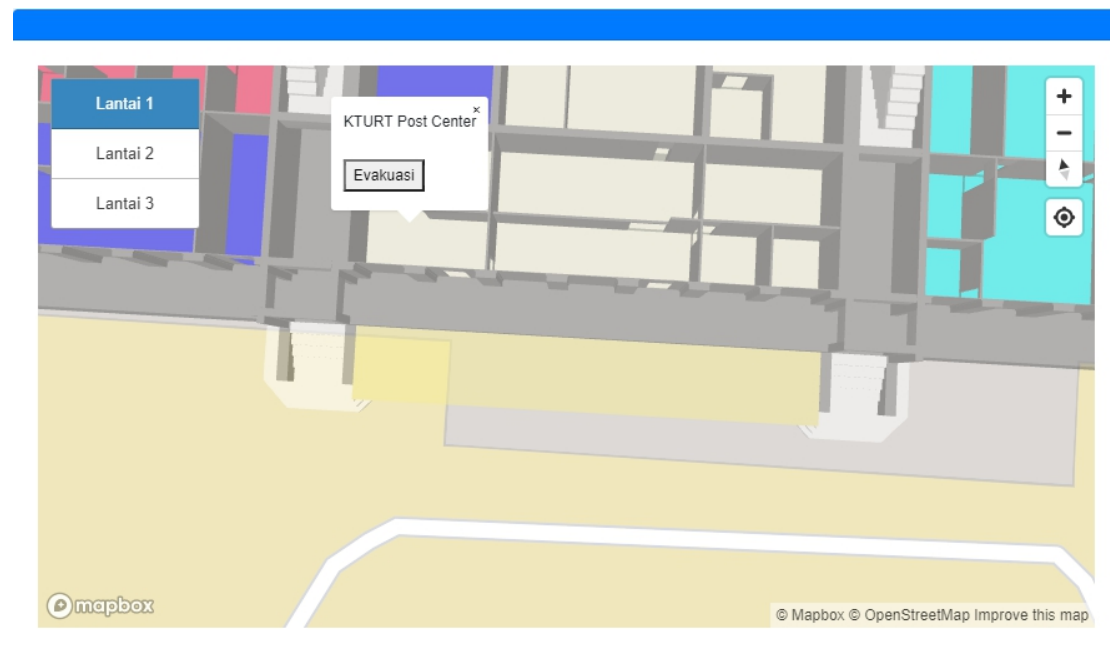 Lantai 1
Lantai 2
Lantai 3
×
KTURT Post Center
Evakuasi
+
−
mapbox
© Mapbox © OpenStreetMap Improve this map